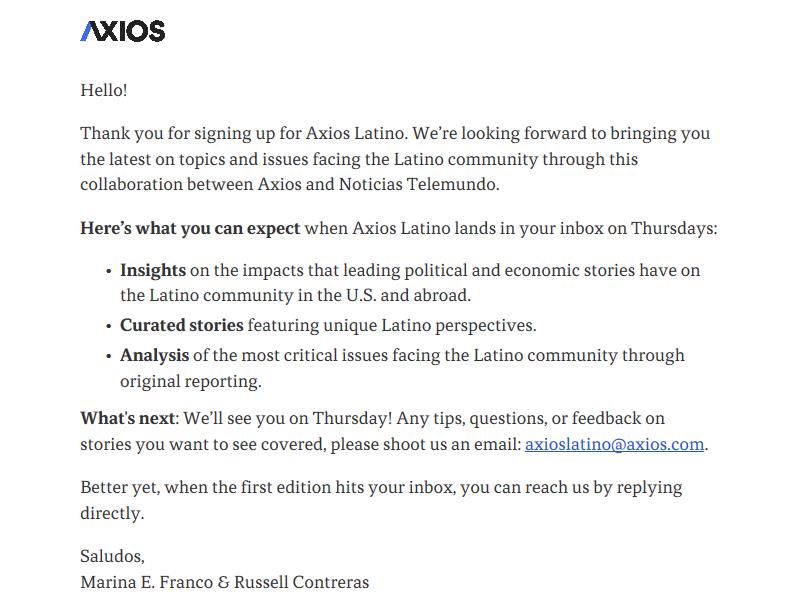 AXIOS
Hello!
Thank you for signing up for Axios Latino. We’re looking forward to bringing you
the latest on topics and issues facing the Latino community through this
collaboration between Axios and Noticias Telemundo.
Here’s what you can expect when Axios Latino lands in your inbox on Thursdays:
• Insights on the impacts that leading political and economic stories have on
the Latino community in the U.S. and abroad.
• Curated stories featuring unique Latino perspectives.
• Analysis of the most critical issues facing the Latino community through
original reporting.
What's next: We’ll see you on Thursday! Any tips, questions, or feedback on
stories you want to see covered, please shoot us an email: axioslatino@axios.com.
Better yet, when the first edition hits your inbox, you can reach us by replying
directly.
Saludos,
Marina E. Franco & Russell Contreras